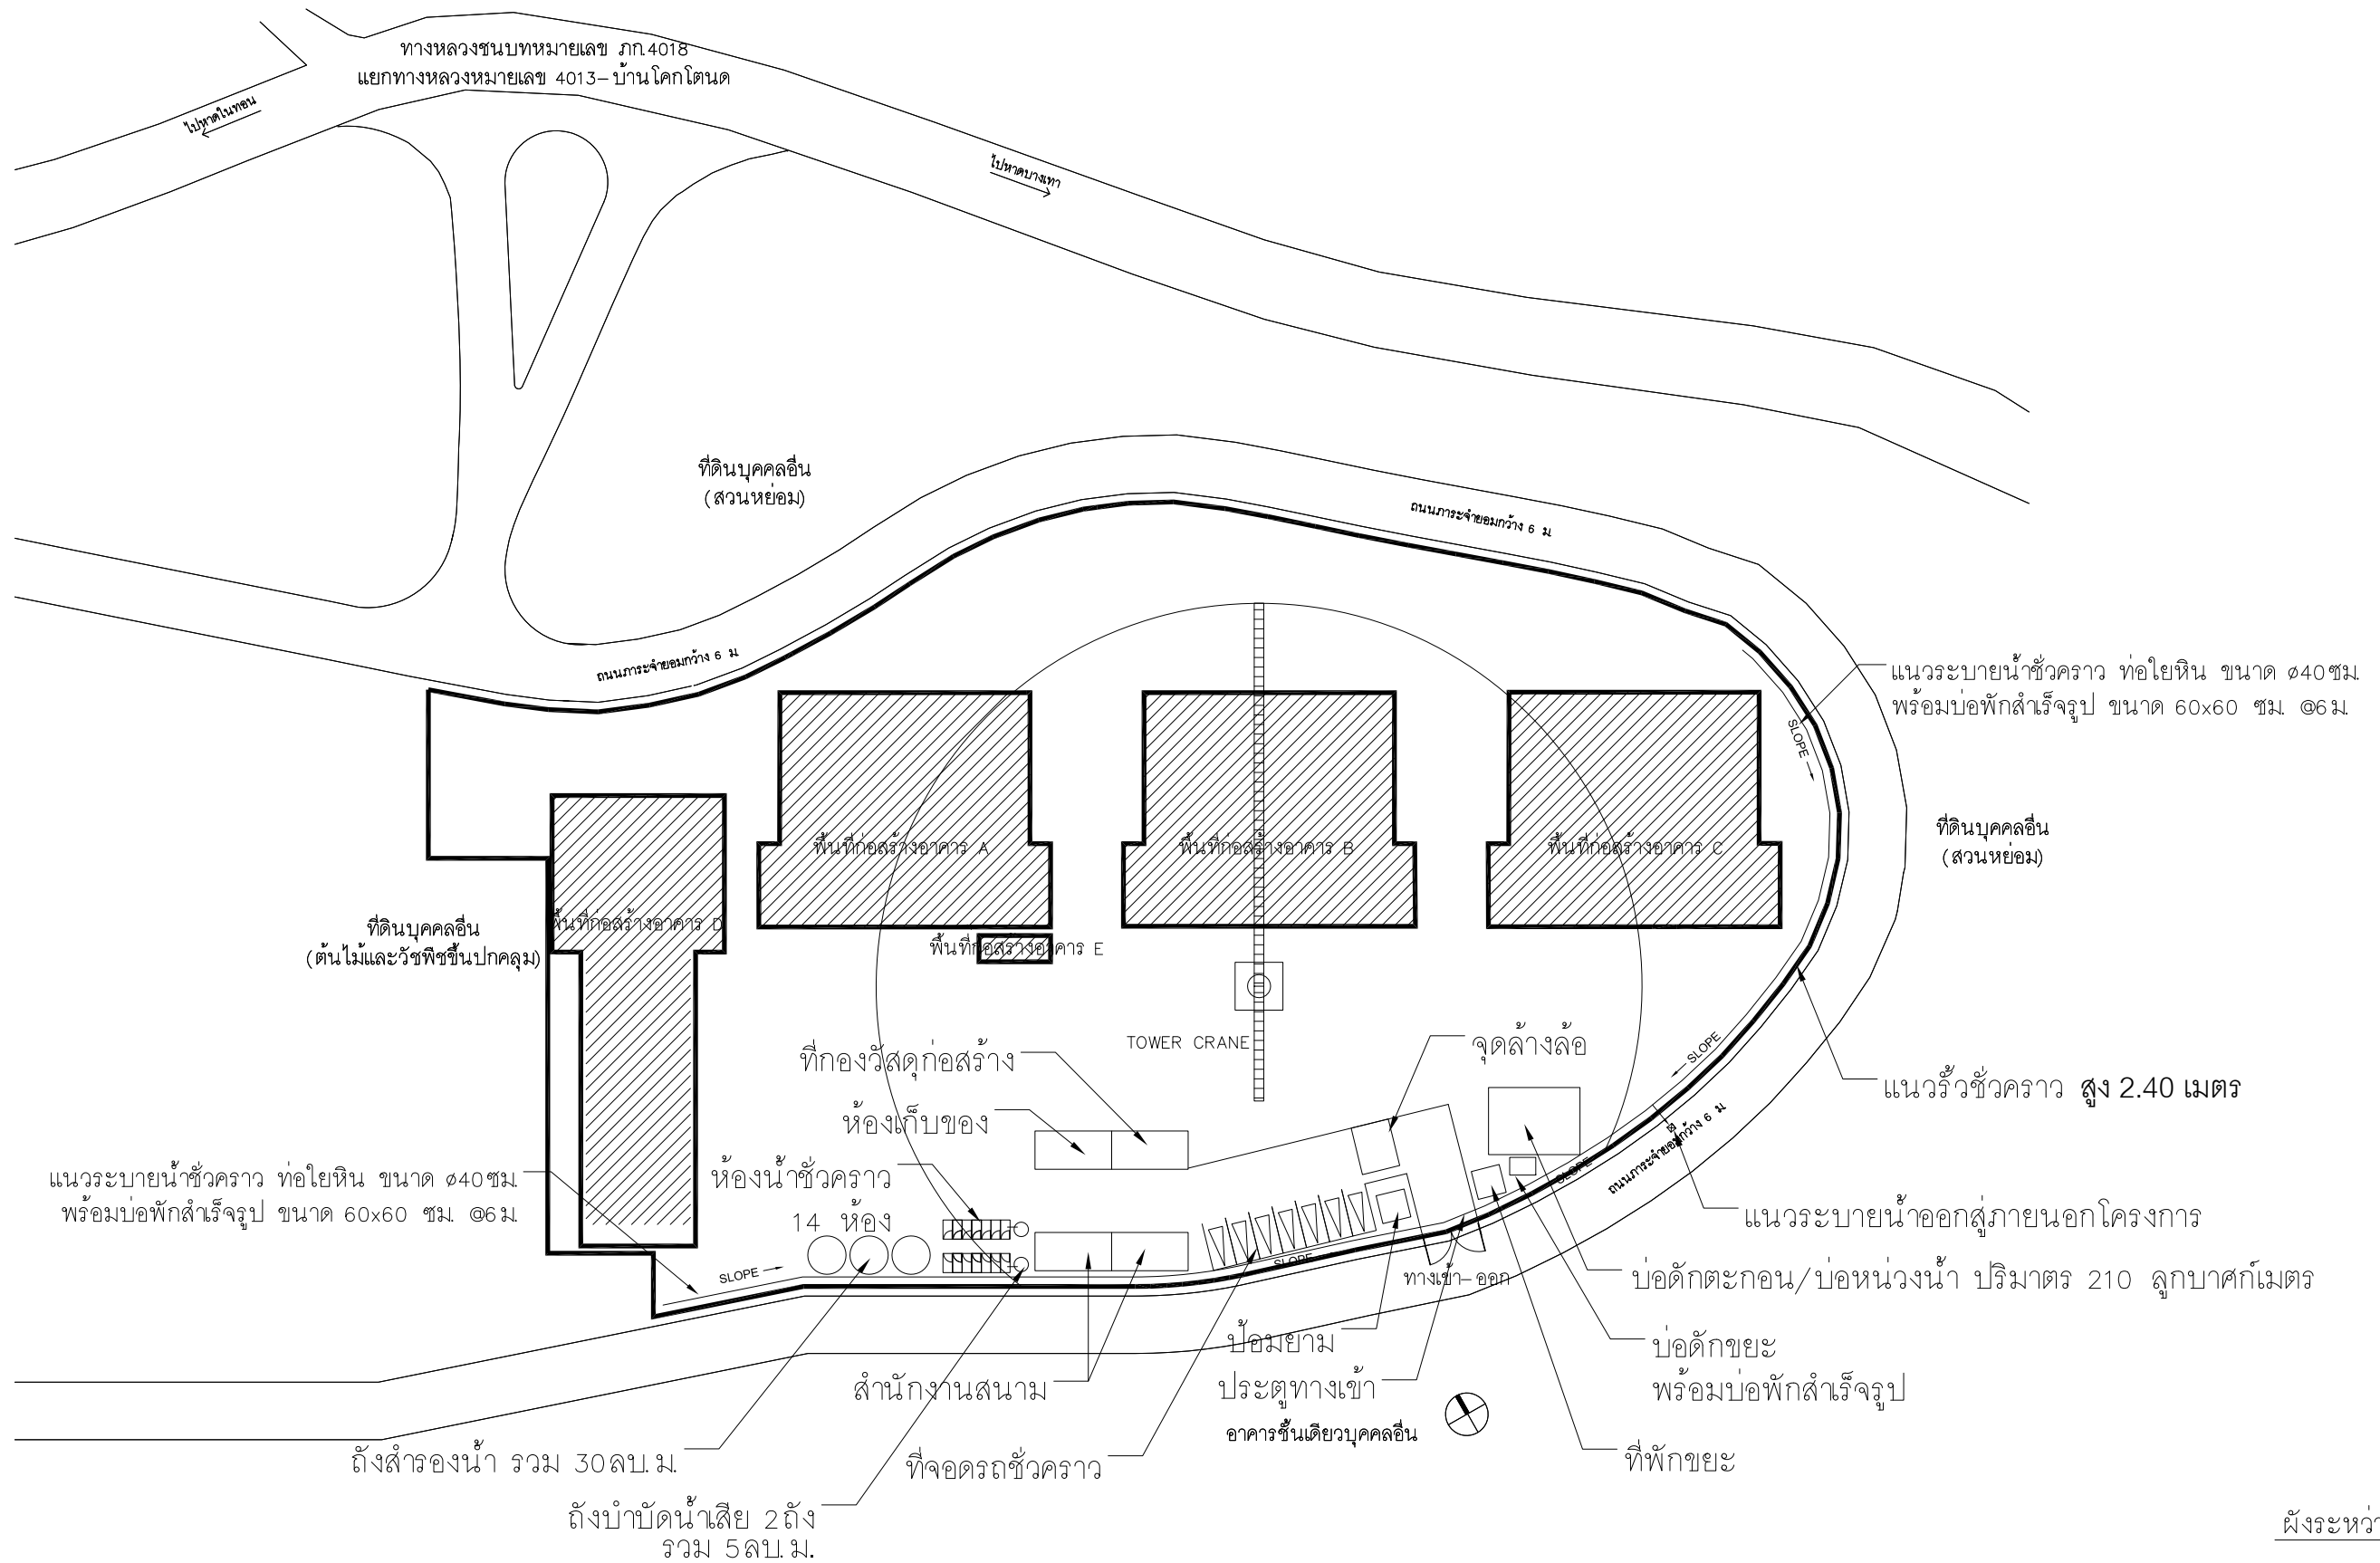 ทางหลวงชนบทหมายเลข ภก.4018
แยกทางหลวงหมายเลข 4013-บ้านโคกโตนด
ไปหาดในทอน
ไปหาดบางเทา
ที่ดินบุคคลอื่น
(สวนหย่อม)
ถนนภาระจำยอมกว้าง 6 ม.
ถนนภาระจำยอมกว้าง 6 ม.
แนวระบายน้ำชั่วคราว ท่อใยหิน ขนาด ø40ซม.
พร้อมบ่อพักสำเร็จรูป ขนาด 60x60 ซม. @6ม.
SLOPE
ที่ดินบุคคลอื่น
(สวนหย่อม)
พื้นที่ก่อสร้างอาคาร A
พื้นที่ก่อสร้างอาคาร B
พื้นที่ก่อสร้างอาคาร C
พื้นที่ก่อสร้างอาคาร D
ที่ดินบุคคลอื่น
(ต้นไม้และวัชพืชขึ้นปกคลุม)
พื้นที่ก่อสร้างอาคาร E
TOWER CRANE
จุดล้างล้อ
SLOPE
ที่กองวัสดุก่อสร้าง
แนวรั้วชั่วคราว สูง 2.40 เมตร
ห้องเก็บของ
ถนนภาระจำยอมกว้าง 6 ม
แนวระบายน้ำชั่วคราว ท่อใยหิน ขนาด ø40ซม.
พร้อมบ่อพักสำเร็จรูป ขนาด 60x60 ซม. @6ม.
ห้องน้ำชั่วคราว
14 ห้อง
SLOPE
แนวระบายน้ำออกสู่ภายนอกโครงการ
SLOPE
SLOPE
ทางเข้า-ออก
บ่อดักตะกอน/บ่อหน่วงน้ำ ปริมาตร 210 ลูกบาศก์เมตร
ป้อมยาม
บ่อดักขยะ
พร้อมบ่อพักสำเร็จรูป
สำนักงานสนาม
ประตูทางเข้า
อาคารชั้นเดียวบุคคลอื่น
ที่พักขยะ
ถังสำรองน้ำ รวม 30ลบ.ม.
ที่จอดรถชั่วคราว
ถังบำบัดน้ำเสีย 2ถัง
รวม 5ลบ.ม.